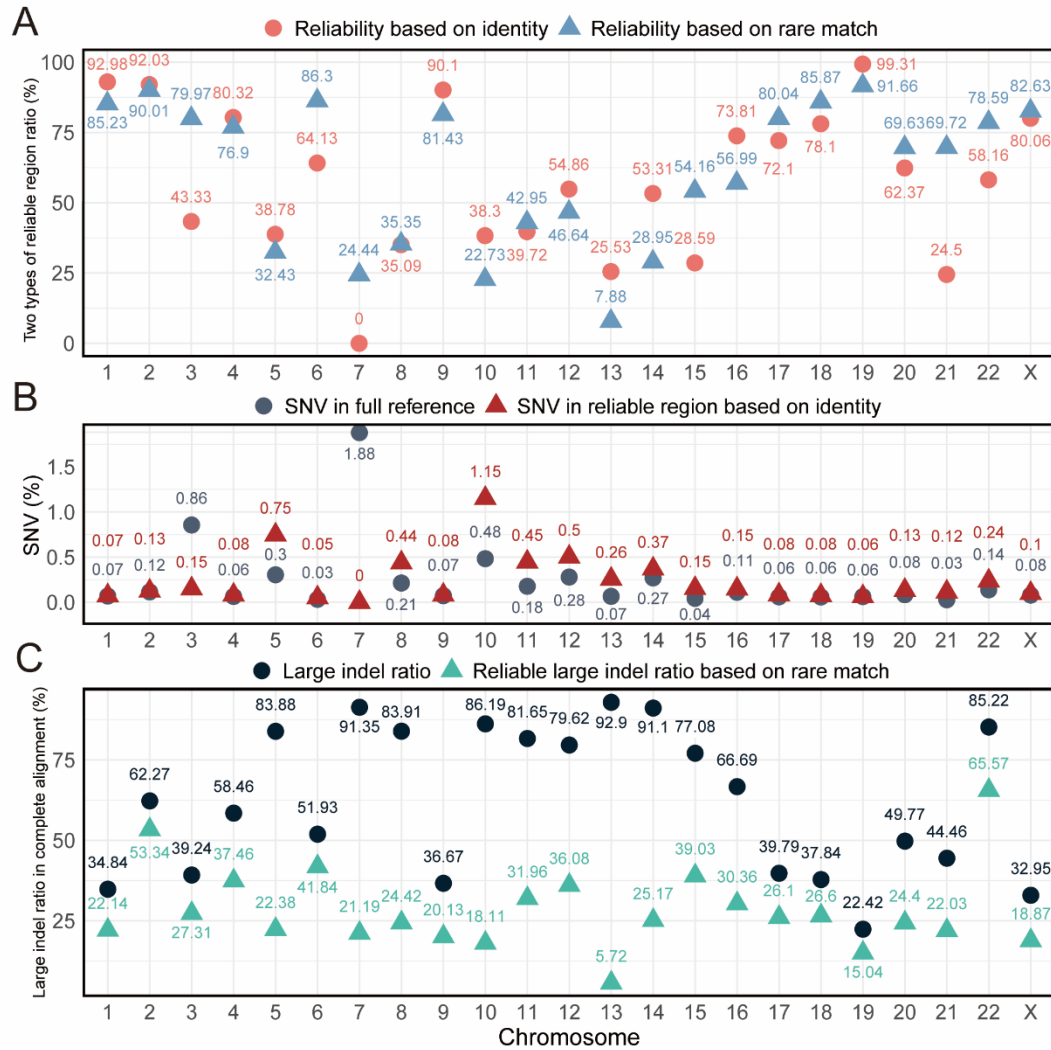 A
Reliability based on identity Reliability based on rare match
Two types of reliable region ratio (%)
100
75
50
25
0
92.98 92.03 90.1 99.31
85.23 90.01 79.97 80.32 76.9 86.3 81.43 80.04 85.87 91.66 78.59 82.63
43.33 38.78 32.43 64.13 24.44 0 35.35 35.09 38.3 22.73 42.95 39.72 54.86 46.64 25.53 7.88 53.31 28.95 54.16 28.59 73.81 56.99 72.1 78.1 69.63 62.37 69.72 24.5 58.16 80.06
1 2 3 4 5 6 7 8 9 10 11 12 13 14 15 16 17 18 19 20 21 22 X
B
SNV in full reference SNV in reliable region based on identity
SNV (%)
1.5
1.0
0.5
0.0
0.07 0.13 0.15 0.08 0.75 0.05 0 0.44 0.08 1.15 0.45 0.5 0.26 0.37 0.15 0.15 0.08 0.08 0.06 0.13 0.12 0.24 0.1
0.07 0.12 0.86 0.06 0.3 0.03 1.88 0.21 0.07 0.48 0.18 0.28 0.07 0.27 0.04 0.11 0.06 0.06 0.06 0.08 0.03 0.14 0.08
1 2 3 4 5 6 7 8 9 10 11 12 13 14 15 16 17 18 19 20 21 22 X
C
Large indel ratio Reliable large indel ratio based on rare match
Large indel ratio in complete alignment (%)
75
50
25
34.84 62.27 39.24 58.46 83.88 51.93 91.35 83.91 36.67 86.19 81.65 79.62 92.9 91.1 77.08 66.69 39.79 37.84 22.42 49.77 44.46 85.22 32.95
22.14 53.34 27.31 37.46 22.38 41.84 21.19 24.42 20.13 18.11 31.96 36.08 5.72 25.17 39.03 30.36 26.1 26.6 15.04 24.4 22.03 65.57 18.87
1 2 3 4 5 6 7 8 9 10 11 12 13 14 15 16 17 18 19 20 21 22 X
Chromosome